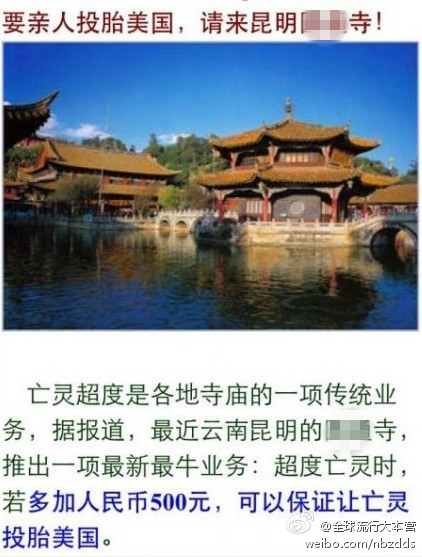 要亲人投胎美国，请来昆明寺！
亡灵超度是各地寺庙的一项传统业
务，据报道，最近云南昆明的寺，
推出一项最新最牛业务：超度亡灵时，
若多加人民币500元，可以保证让亡灵
投胎美国。
@全球流行大本营
weibo.com/nbzdds